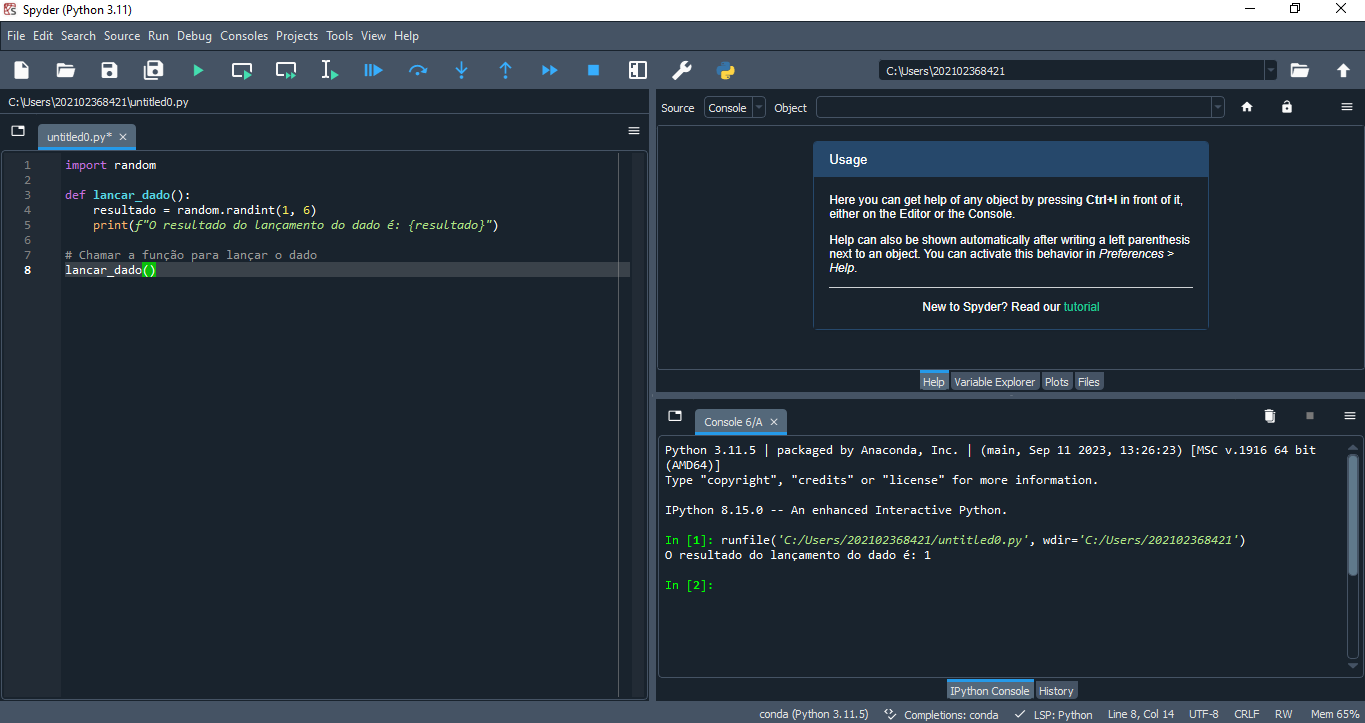 Spyder (Python 3.11)
File Edit Search Source Run Debug Consoles Projects Tools View Help
C:\Users\202102368421
C:\Users\202102368421\untitled0.py
untitled0.py*
1 import random
2
3 def lancar_dado():
4 resultado = random.randint(1, 6)
5 print(f"O resultado do lançamento do dado é: {resultado}")
6
7 # Chamar a função para lançar o dado
8 lancar_dado()
Source Console Object
Usage
Here you can get help of any object by pressing Ctrl+I in front of it,
either on the Editor or the Console.
Help can also be shown automatically after writing a left parenthesis
next to an object. You can activate this behavior in Preferences >
Help.
New to Spyder? Read our tutorial
Help Variable Explorer Plots Files
Console 6/A
Python 3.11.5 | packaged by Anaconda, Inc. | (main, Sep 11 2023, 13:26:23) [MSC v.1916 64 bit
(AMD64)]
Type "copyright", "credits" or "license" for more information.
IPython 8.15.0 -- An enhanced Interactive Python.
In [1]: runfile('C:/Users/202102368421/untitled0.py', wdir='C:/Users/202102368421')
O resultado do lançamento do dado é: 1
In [2]:
IPython Console History
conda (Python 3.11.5) Completions: conda LSP: Python Line 8, Col 14 UTF-8 CRLF RW Mem 65%